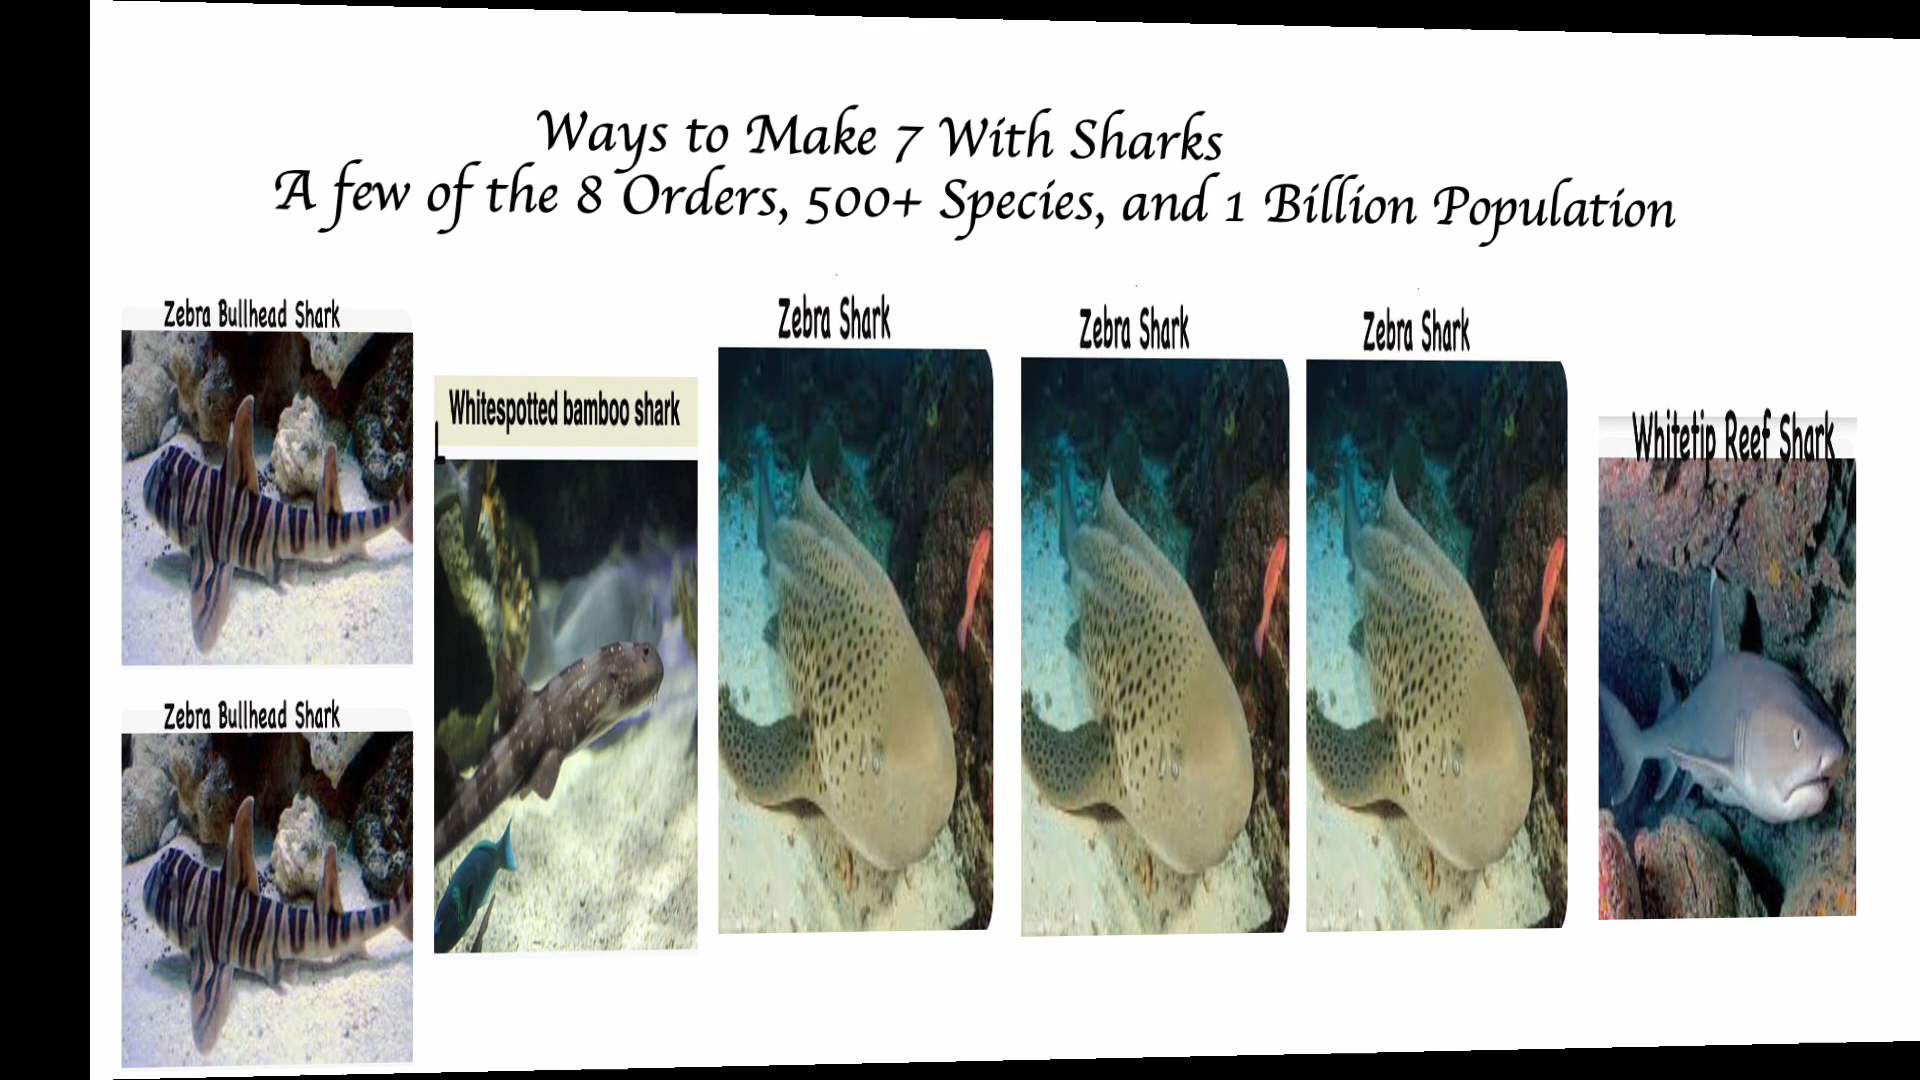 Ways to Make 7 With Sharks
A few of the 8 Orders, 500+ Species, and 1 Billion Population
Zebra Bullhead Shark
Whitespotted bamboo shark
Zebra Shark
Zebra Shark
Zebra Shark
Whitetip Reef Shark
Zebra Bullhead Shark